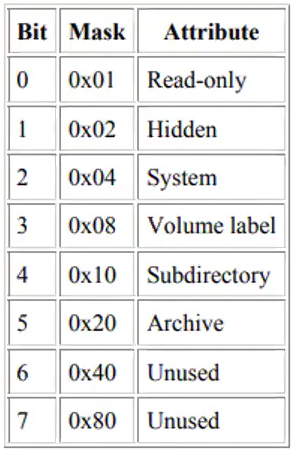 Bit Mask Attribute
0 0x01 Read-only
1 0x02 Hidden
2 0x04 System
3 0x08 Volume label
4 0x10 Subdirectory
5 0x20 Archive
6 0x40 Unused
7 0x80 Unused